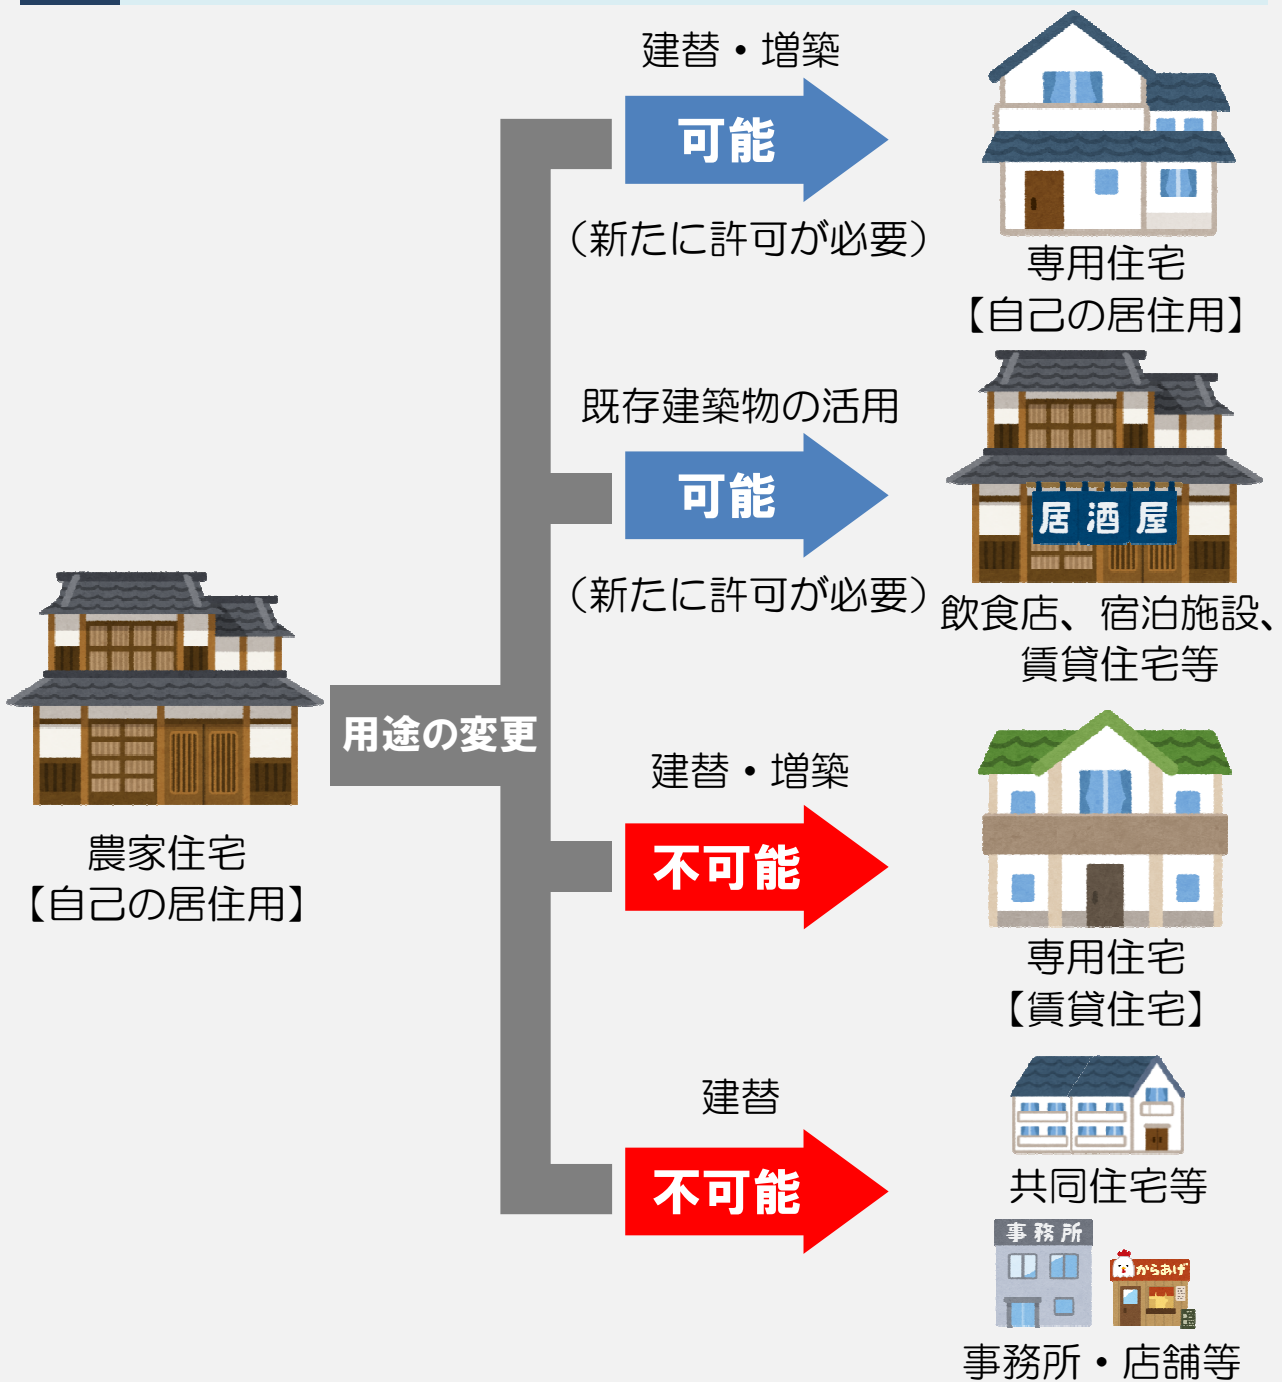 建替・増築
可能
（新たに許可が必要）
専用住宅
【自己の居住用】
既存建築物の活用
可能
（新たに許可が必要）
居酒屋
飲食店、宿泊施設、
賃貸住宅等
用途の変更
農家住宅
【自己の居住用】
建替・増築
不可能
専用住宅
【賃貸住宅】
建替
不可能
共同住宅等
事務所
からあげ
事務所・店舗等